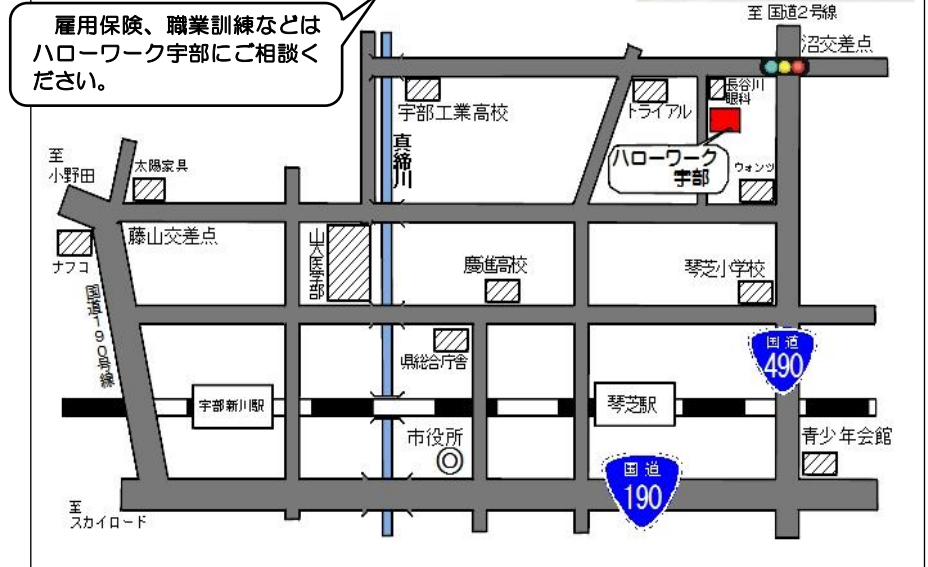 雇用保険、職業訓練などは
ハローワーク宇部にご相談く
ださい。
至 国道2号線
沼交差点
長谷川
眼科
宇部工業高校
トライアル
真締川
ハローワーク
宇部
ウォンツ
至
小野田
太陽家具
藤山交差点
ナフコ
国道190号線
山大医学部
慶進高校
琴芝小学校
県総合庁舎
国道
490
宇部新川駅
琴芝駅
市役所
青少年会館
国道
190
至
スカイロード